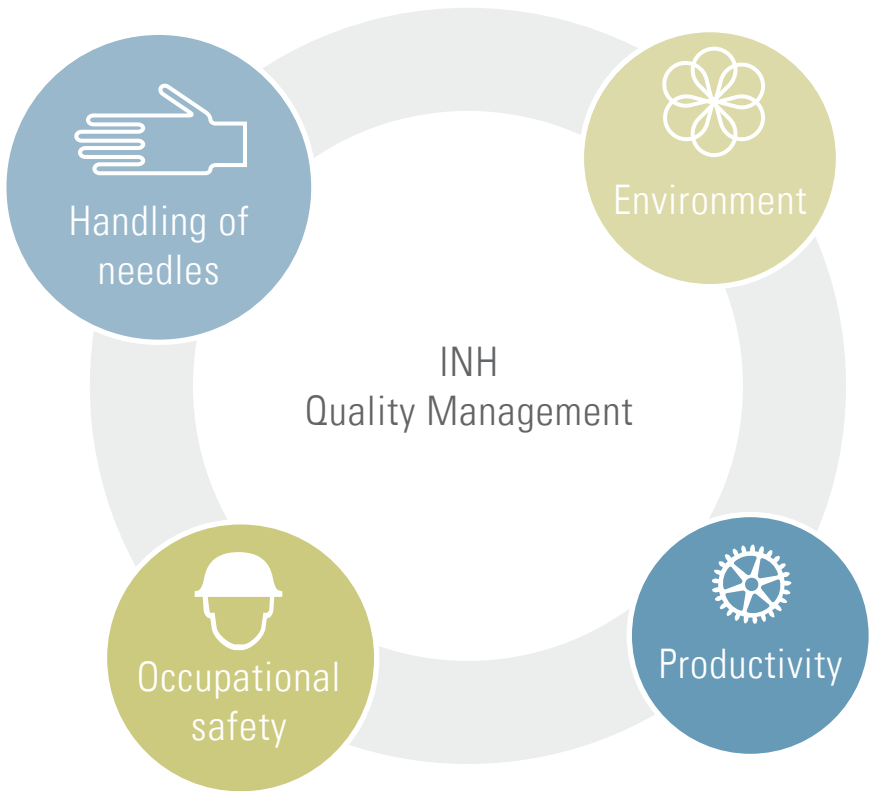 Handling of
needles
Environment
INH
Quality Management
Occupational
safety
Productivity